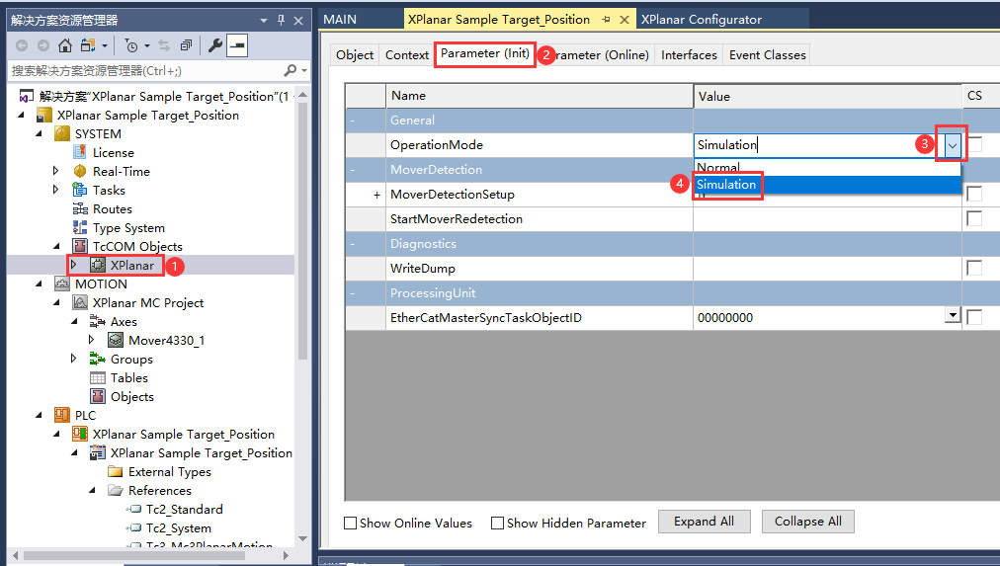 解决方案资源管理器
搜索解决方案资源管理器(Ctrl+;)
解决方案"XPlanar Sample Target_Position"(1
XPlanar Sample Target_Position
SYSTEM
License
Real-Time
Tasks
Routes
Type System
TcCOM Objects
XPlanar 1
MOTION
XPlanar MC Project
Axes
Mover4330_1
Groups
Tables
Objects
PLC
XPlanar Sample Target_Position
XPlanar Sample Target_Position
External Types
References
Tc2_Standard
Tc2_System
Tc3_Mc3PlanarMotion
MAIN XPlanar Sample Target_Position XPlanar Configurator
Object Context Parameter (Init) 2 rameter (Online) Interfaces Event Classes
Name Value CS
- General
OperationMode Simulation 3
Normal
- MoverDetection
4 Simulation
+ MoverDetectionSetup
StartMoverRedetection
- Diagnostics
WriteDump
- ProcessingUnit
EtherCatMasterSyncTaskObjectID 00000000
Show Online Values Show Hidden Parameter Expand All Collapse All